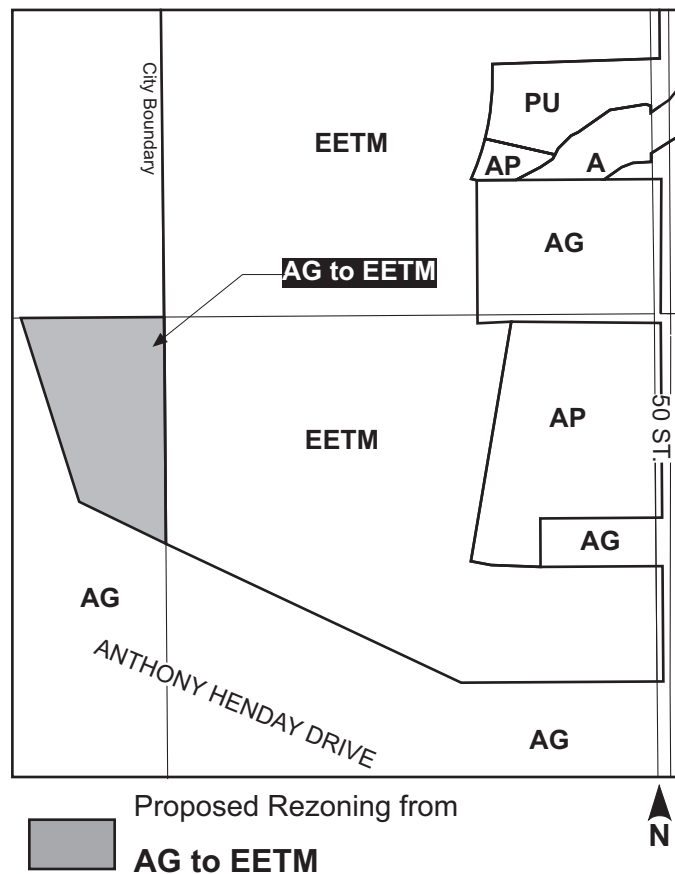 City Boundary
EETM
PU
AP
A
AG
AG to EETM
EETM
AP
50 ST.
AG
AG
ANTHONY HENDAY DRIVE
AG
Proposed Rezoning from
AG to EETM
N